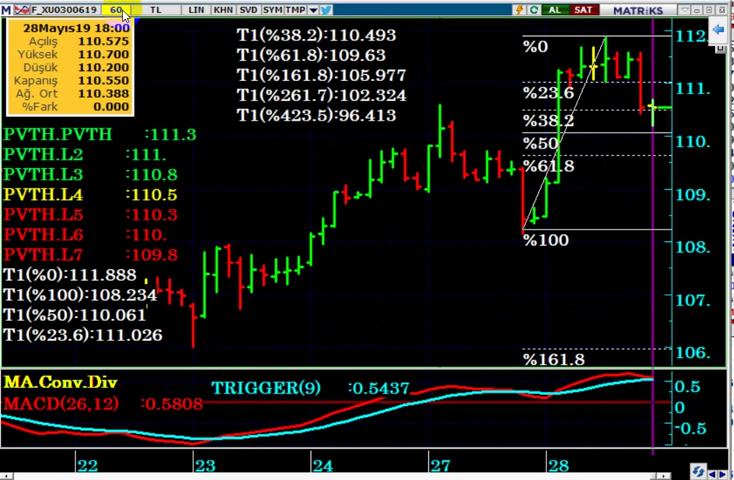 F_XU0300619 60 TL LIN KHN SVD SYM TMP AL SAT MATRiKS
28Mayıs19 18:00
Açılış 110.575
Yüksek 110.700
Düşük 110.200
Kapanış 110.550
Ağ. Ort 110.388
%Fark 0.000
T1(%38.2):110.493
T1(%61.8):109.63
T1(%161.8):105.977
T1(%261.7):102.324
T1(%423.5):96.413
PVTH.PVTH :111.3
PVTH.L2 :111.
PVTH.L3 :110.8
PVTH.L4 :110.5
PVTH.L5 :110.3
PVTH.L6 :110.
PVTH.L7 :109.8
T1(%0):111.888
T1(%100):108.234
T1(%50):110.061
T1(%23.6):111.026
%0
%23.6
%38.2
%50
%61.8
%100
%161.8
112.
111.
110.
109.
108.
107.
106.
MA.Conv.Div
TRIGGER(9) :0.5437
MACD(26,12) :0.5808
0.5
0
-0.5
22 23 24 27 28